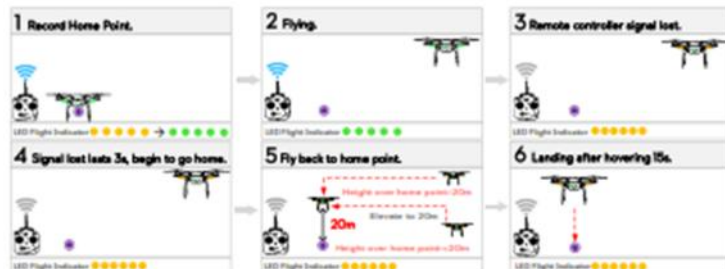 1 Record Home Point.
LED Flight Indicator
2 Flying.
LED Flight Indicator
3 Remote controller signal lost.
LED Flight Indicator
4 Signal lost lasts 3s, begin to go home.
LED Flight Indicator
5 Fly back to home point.
Height over home point>20m
Elevate to 20m
20m
Height over home point<20m
LED Flight Indicator
6 Landing after hovering 15s.
LED Flight Indicator